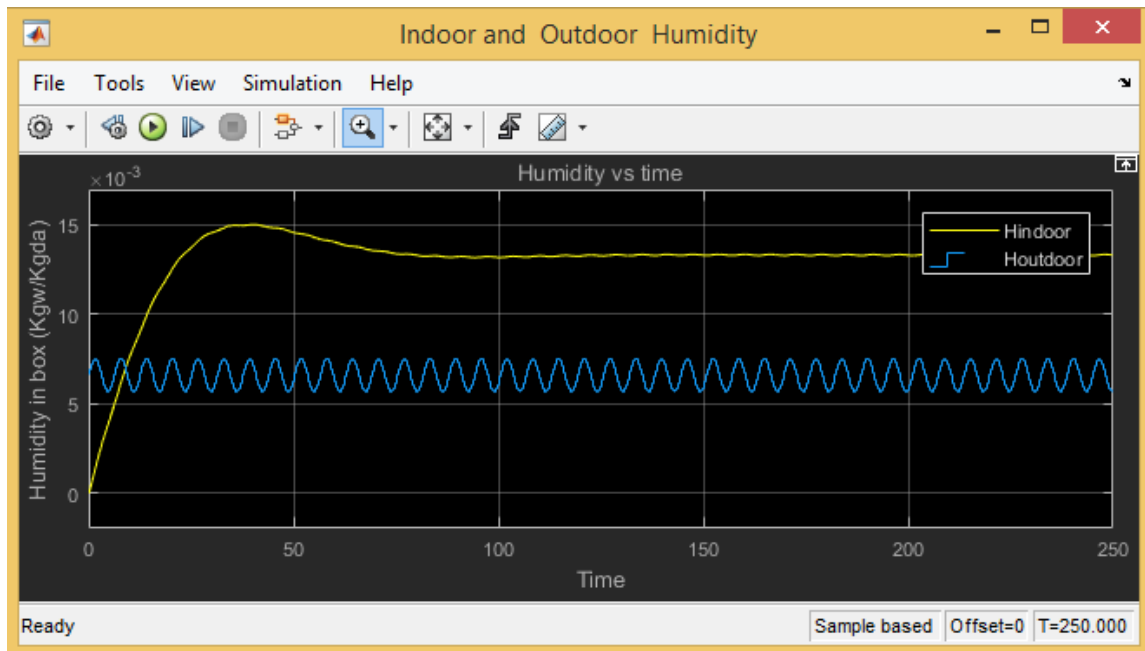 Indoor and Outdoor Humidity
File Tools View Simulation Help
Humidity vs time
×10-3
Humidity in box (Kgw/Kgda)
15
10
5
0
Hindoor
Houtdoor
0 50 100 150 200 250
Time
Ready Sample based Offset=0 T=250.000